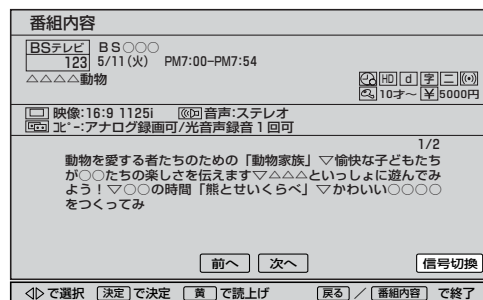 番組内容
BSテレビ BS○○○
123 5/11(火) PM7:00-PM7:54
△△△△動物
HD d 字 二
10才～ ¥5000円
映像:16:9 1125i 音声:ステレオ
ｺﾋﾟｰ:アナログ録画可/光音声録音1回可
1/2
動物を愛する者たちのための「動物家族」▽愉快な子どもたち
が○○たちの楽しさを伝えます▽△△△といっしょに遊んでみ
よう！▽○○の時間「熊とせいくらべ」▽かわいい○○○○
をつくってみ
前へ 次へ
信号切換
◁▷で選択 決定で決定 黄で読上げ 戻る／番組内容 で終了